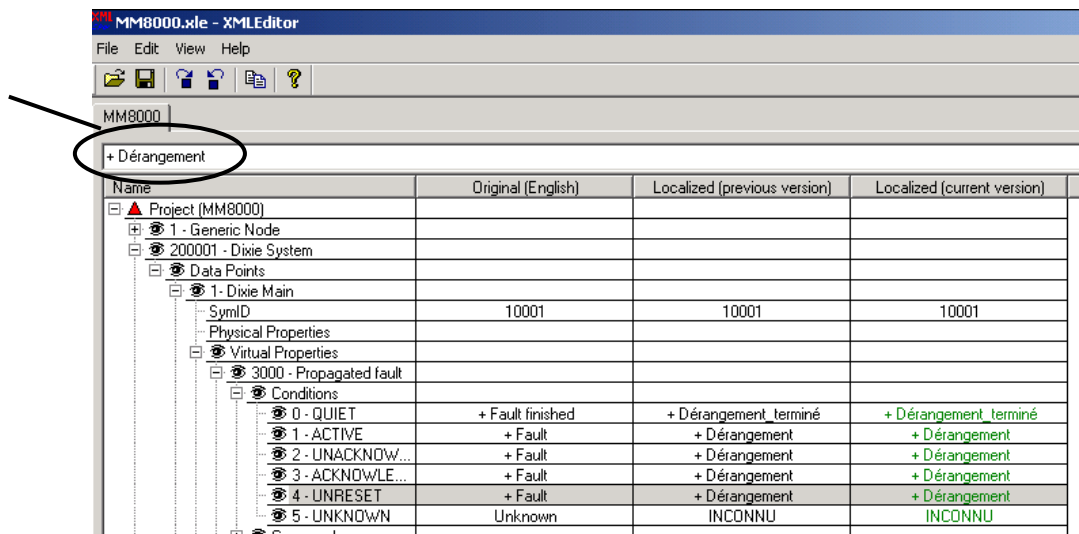 XML MM8000.xle - XMLEditor
File Edit View Help
MM8000
+ Dérangement
Name Original (English) Localized (previous version) Localized (current version)
Project (MM8000)
1 - Generic Node
200001 - Dixie System
Data Points
1- Dixie Main
SymID 10001 10001 10001
Physical Properties
Virtual Properties
3000 - Propagated fault
Conditions
0 - QUIET + Fault finished + Dérangement_terminé + Dérangement_terminé
1 - ACTIVE + Fault + Dérangement + Dérangement
2 - UNACKNOW... + Fault + Dérangement + Dérangement
3 - ACKNOWLE... + Fault + Dérangement + Dérangement
4 - UNRESET + Fault + Dérangement + Dérangement
5 - UNKNOWN Unknown INCONNU INCONNU